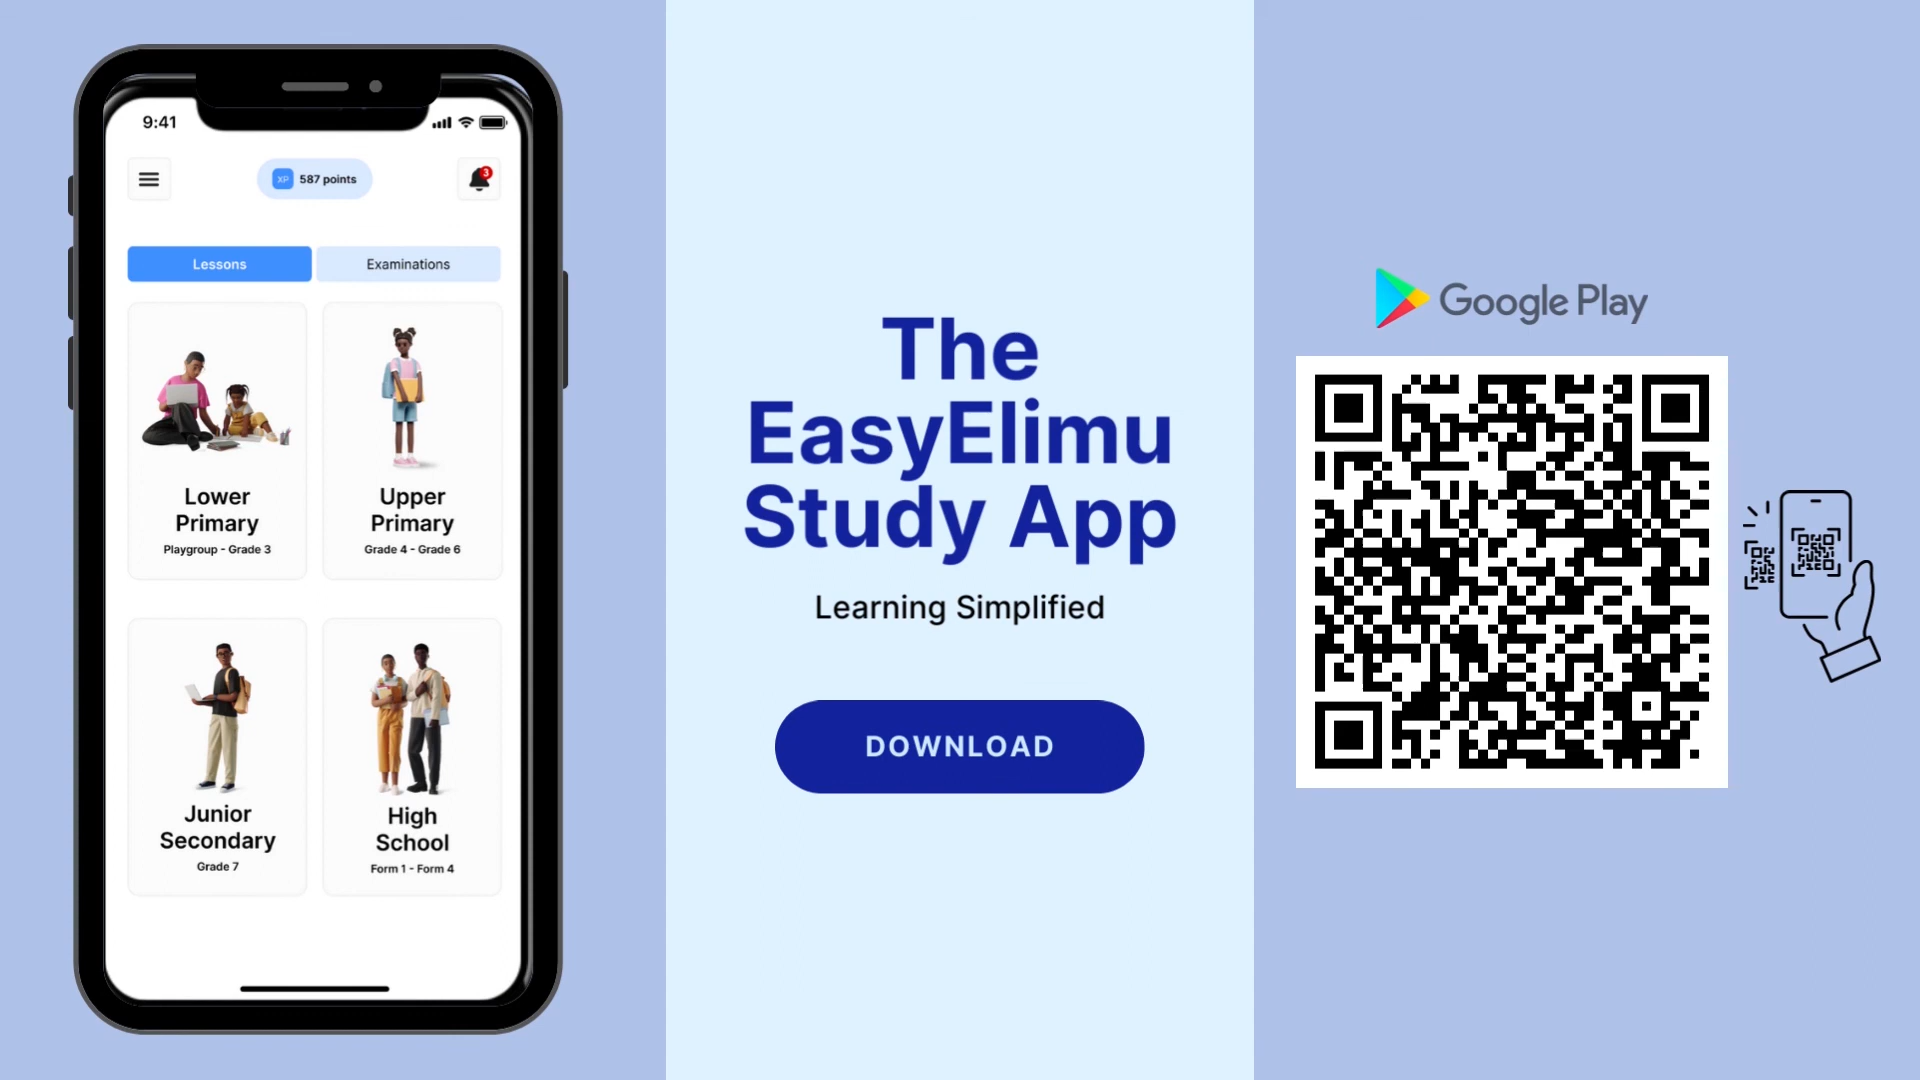 9:41
XP 587 points
3
Lessons Examinations
Lower
Primary
Playgroup - Grade 3
Upper
Primary
Grade 4 - Grade 6
Junior
Secondary
Grade 7
High
School
Form 1 - Form 4
The
EasyElimu
Study App
Learning Simplified
DOWNLOAD
Google Play